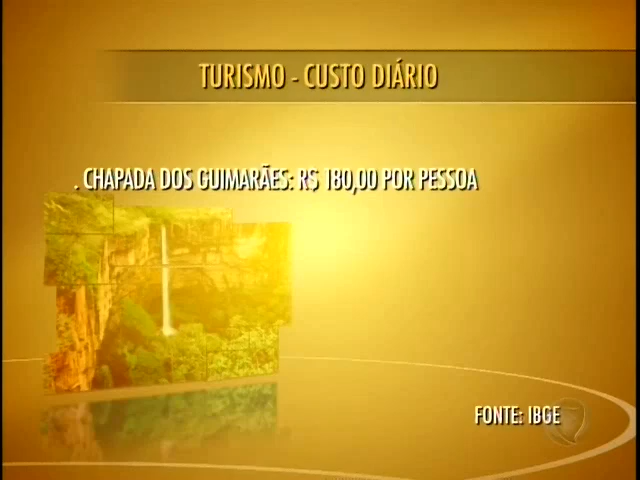 TURISMO - CUSTO DIÁRIO
. CHAPADA DOS GUIMARÃES: R$ 180,00 POR PESSOA
FONTE: IBGE